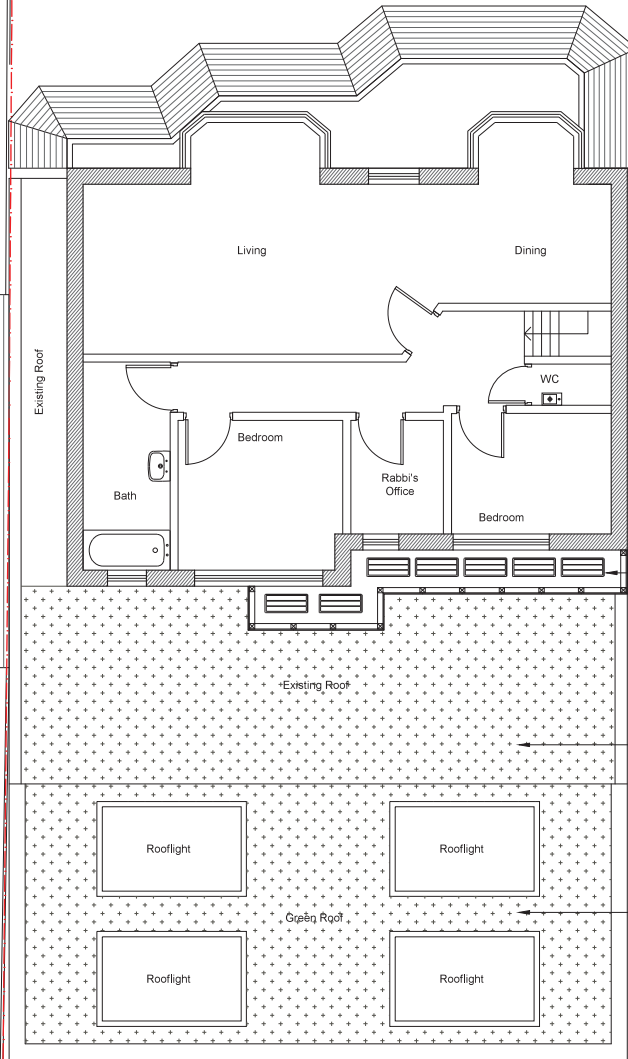 Living
Dining
Existing Roof
WC
Bedroom
Rabbi's
Office
Bath
Bedroom
Existing Roof
Rooflight
Rooflight
Green Roof
Rooflight
Rooflight